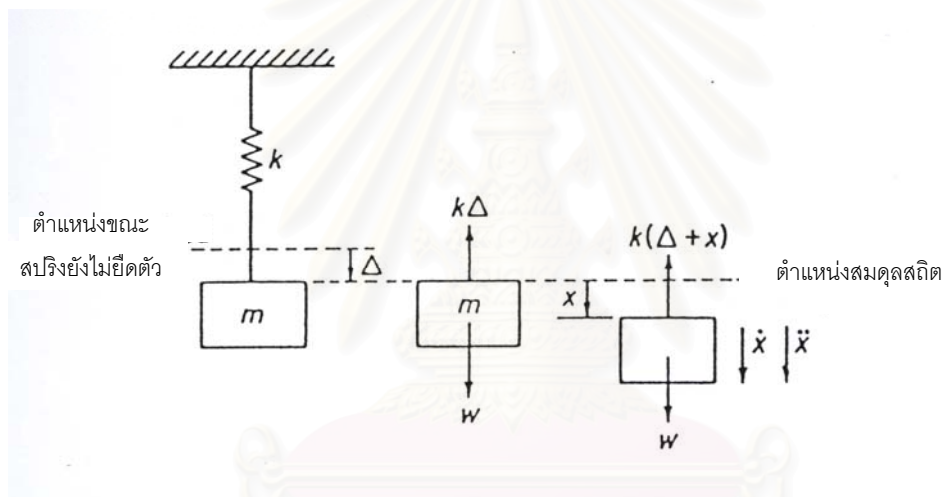 k
ตำแหน่งขณะ
สปริงยังไม่ยืดตัว
Δ
m
kΔ
m
w
k(Δ + x)
ตำแหน่งสมดุลสถิต
x
ẋ ẍ
w